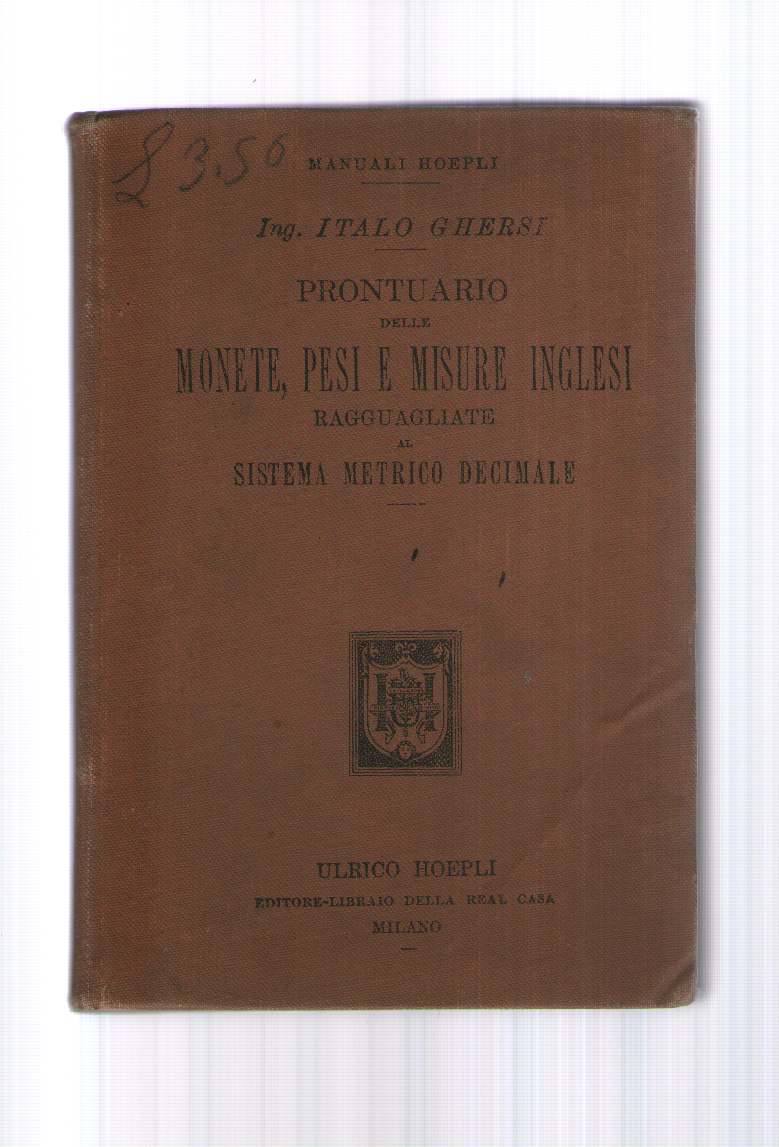 £ 3.50
MANUALI HOEPLI
Ing. ITALO GHERSI
PRONTUARIO
DELLE
MONETE, PESI E MISURE INGLESI
RAGGUAGLIATE
AL
SISTEMA METRICO DECIMALE
ULRICO HOEPLI
EDITORE-LIBRAIO DELLA REAL CASA
MILANO